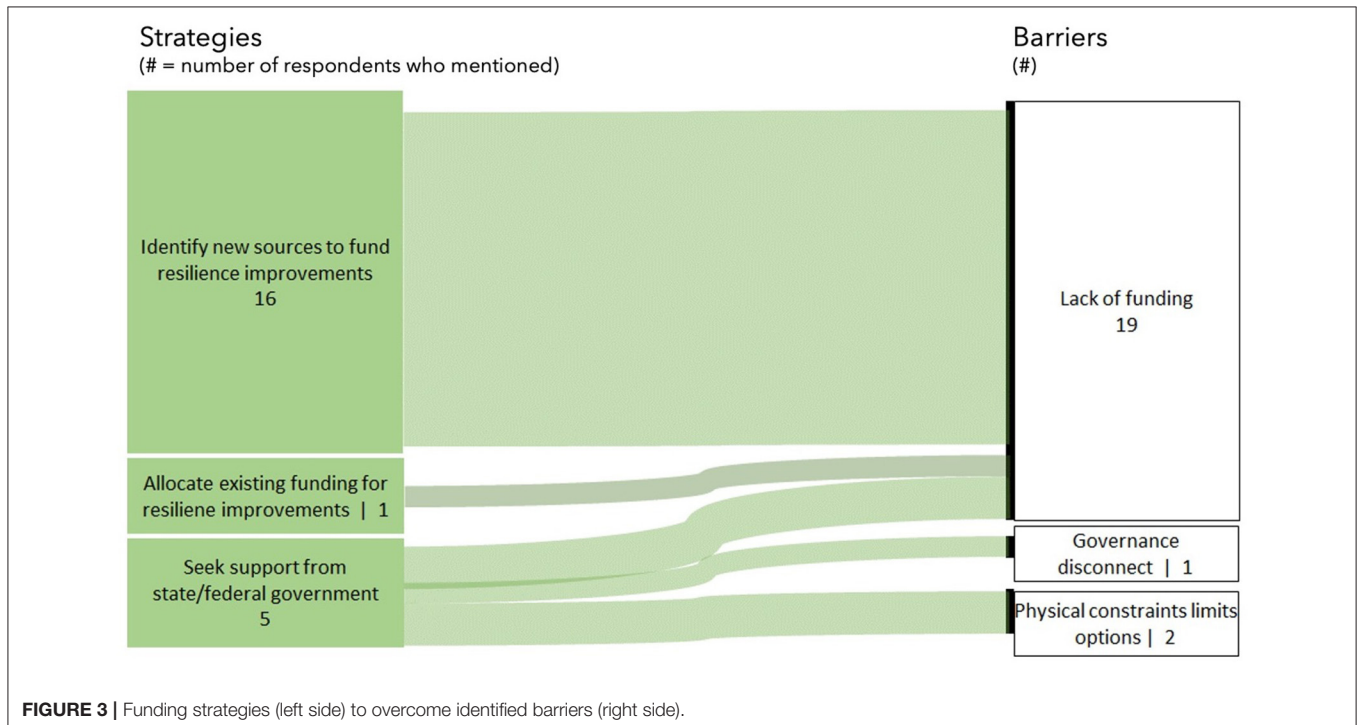 Strategies
(# = number of respondents who mentioned)
Barriers
(#)
Identify new sources to fund
resilience improvements
16
Allocate existing funding for
resiliene improvements | 1
Seek support from
state/federal government
5
Lack of funding
19
Governance
disconnect | 1
Physical constraints limits
options | 2
FIGURE 3 | Funding strategies (left side) to overcome identified barriers (right side).